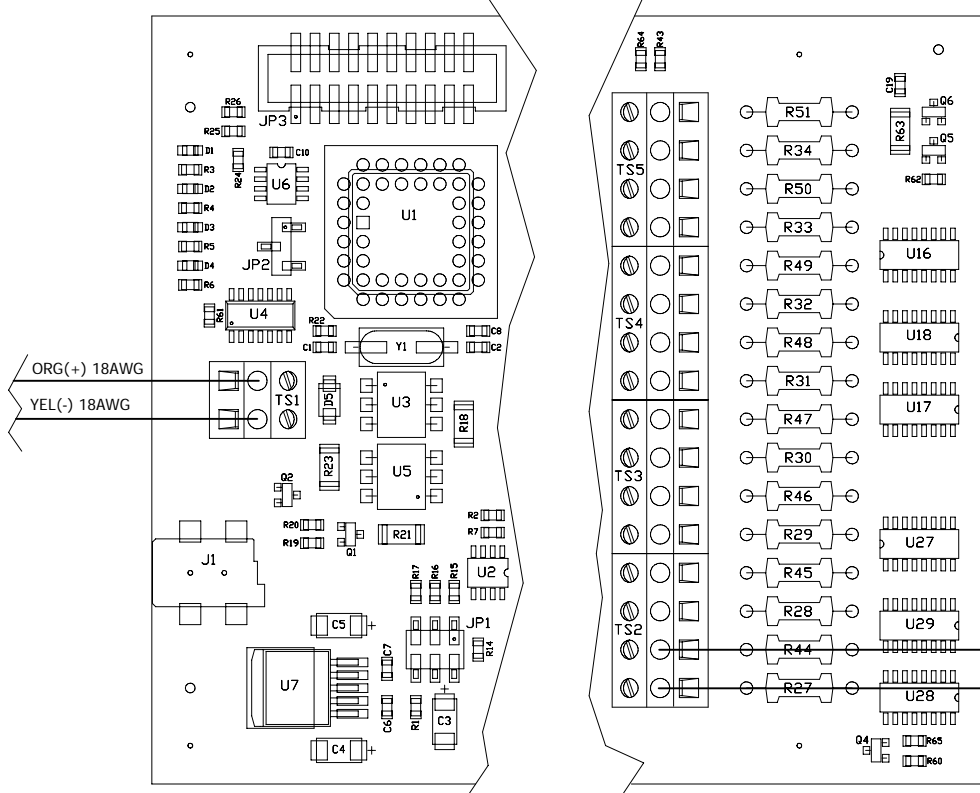 R64
R43
R26
JP3
R25
C19
Q6
R51
R63
D1
C10
R34
Q5
TS5
R3
R24
U6
R62
D2
R50
R4
U1
D3
R33
R5
U16
JP2
D4
R49
R6
R61
U4
R32
R22
C8
TS4
U18
C1
Y1
C2
R48
ORG(+) 18AWG
R31
TS1
D5
U3
YEL(-) 18AWG
U17
R18
R47
R23
U5
R30
TS3
Q2
R46
R20
R2
R19
Q1
R21
R7
R29
U27
J1
R17
R16
R15
U2
R45
C5
JP1
R28
U29
TS2
R14
C7
R44
U7
R27
U28
C6
R1
C3
C4
Q4
R65
R60